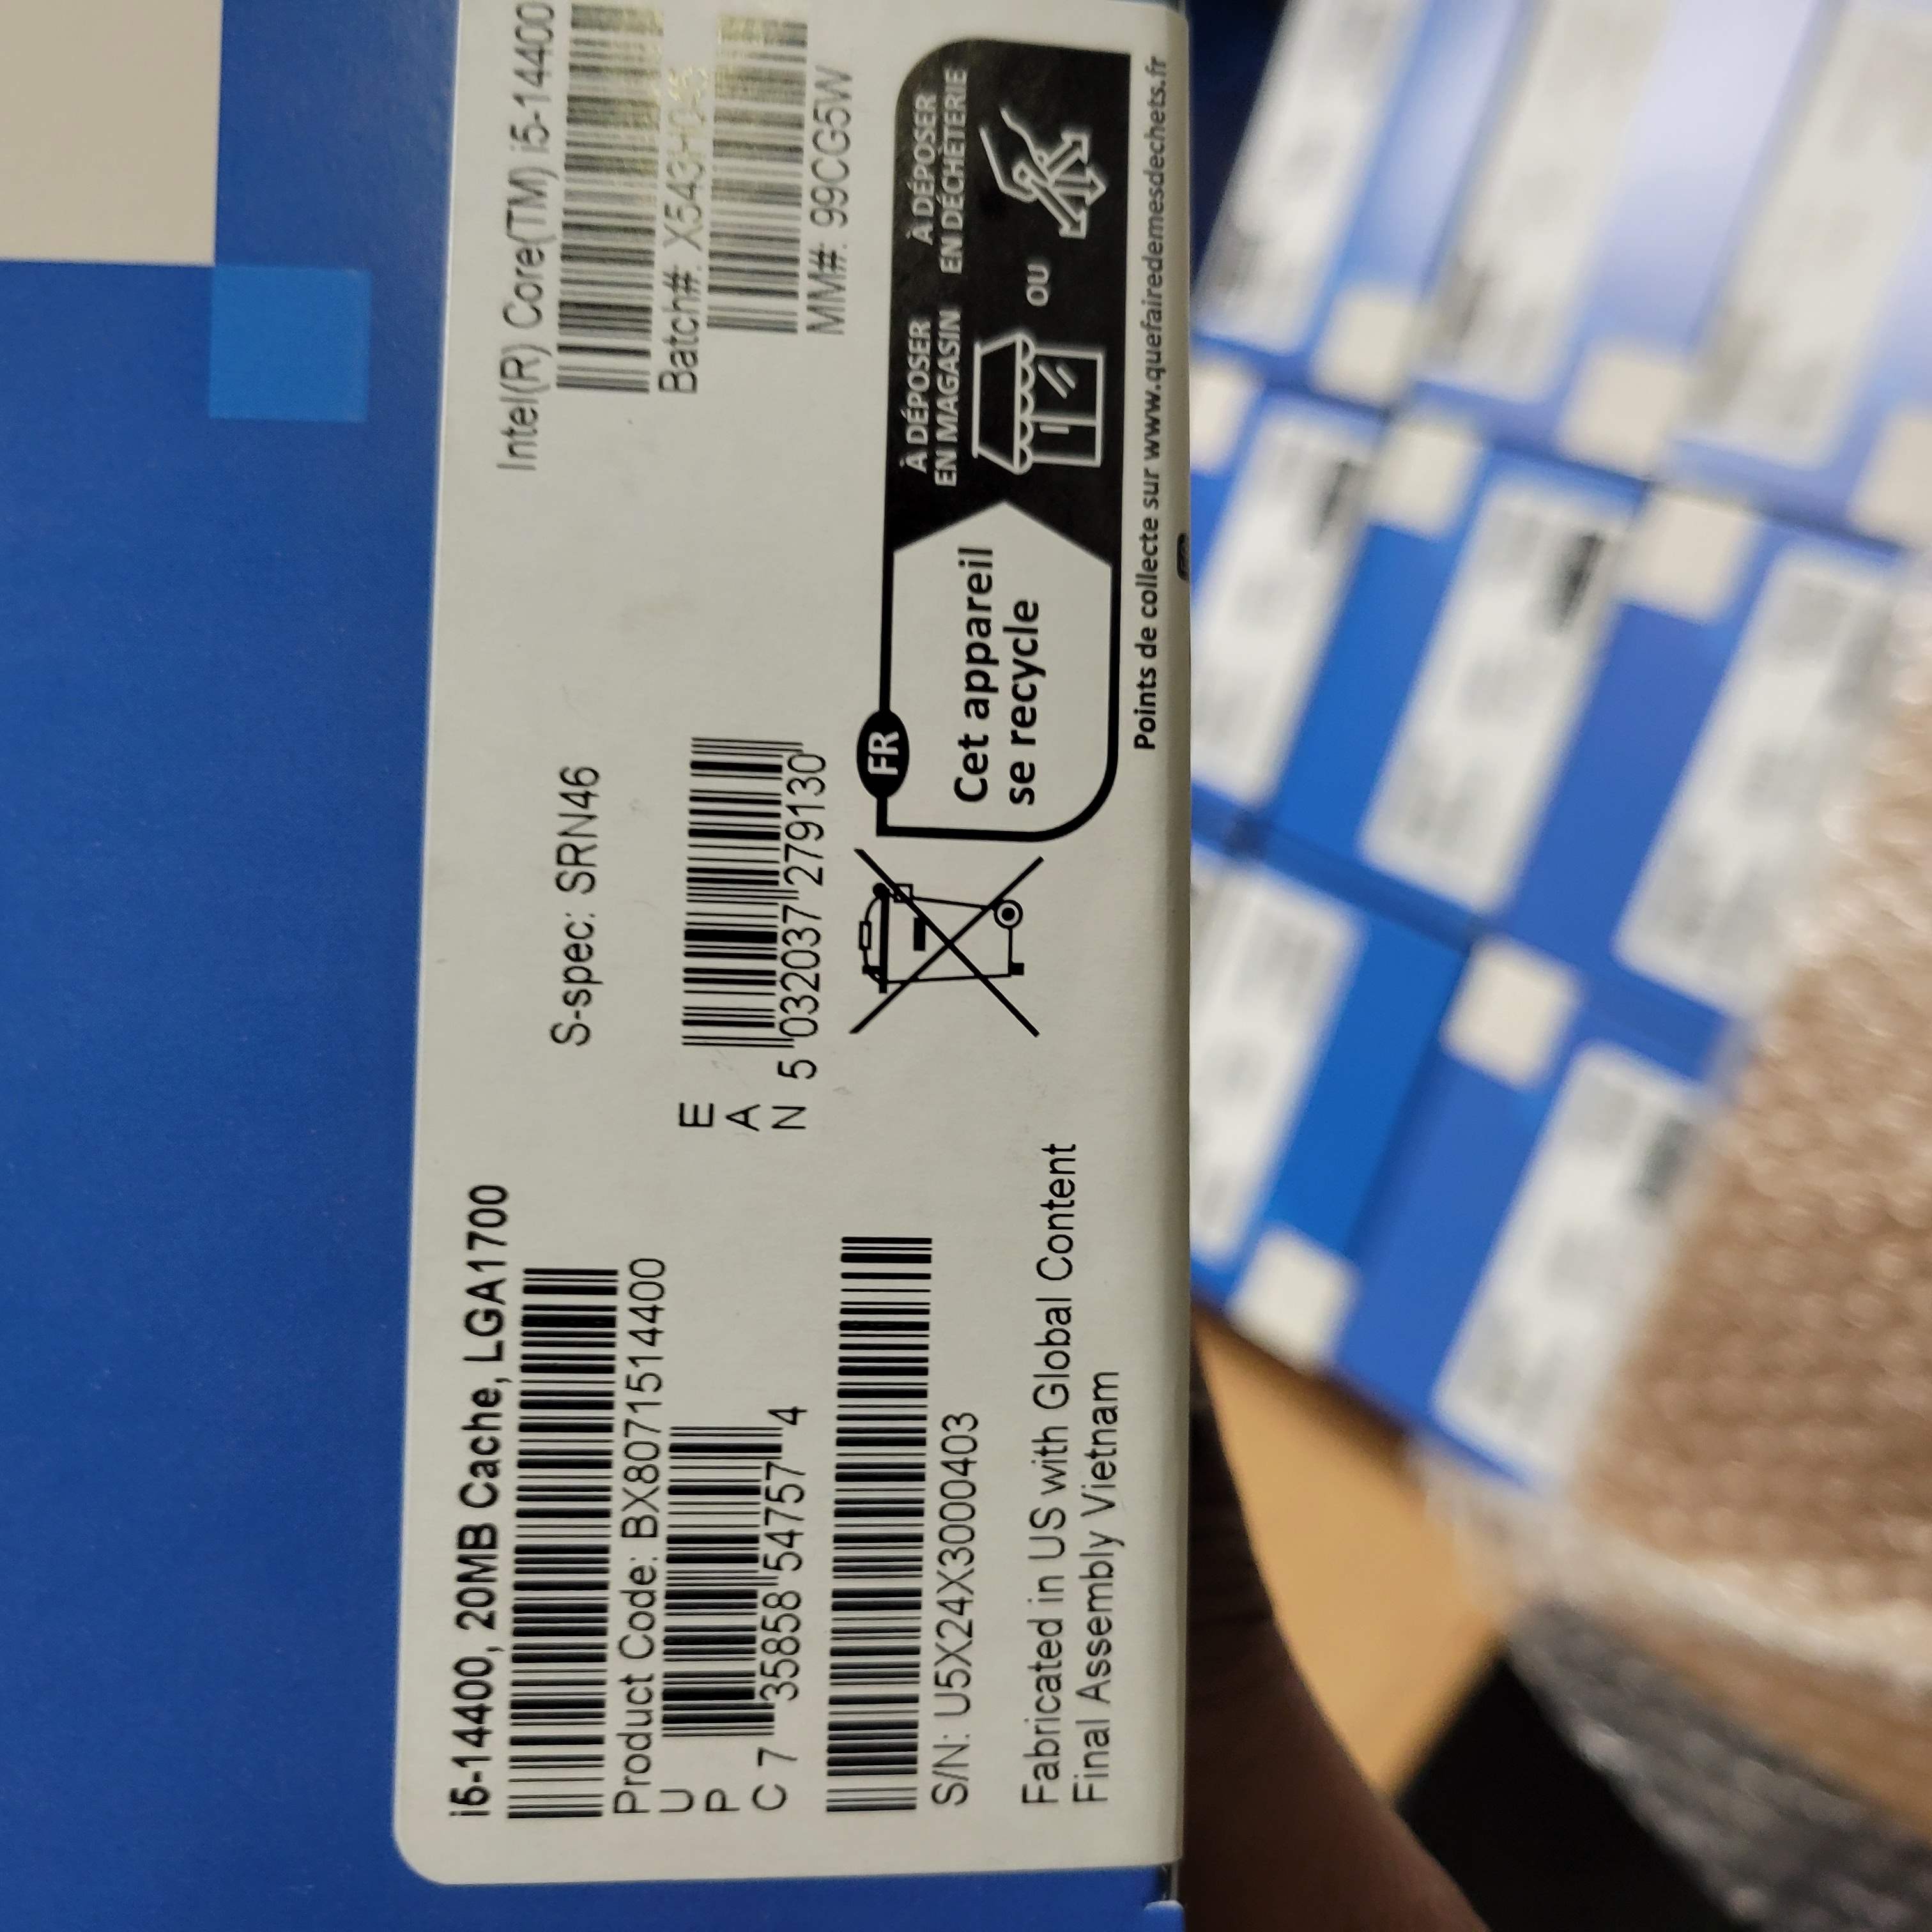 i5-14400, 20MB Cache, LGA1700
Product Code: BX8071514400
U
P
C 7 35858 54757 4
S/N: U5X24X3000403
Fabricated in US with Global Content
Final Assembly Vietnam
S-spec: SRN46
E
A
N 5 032037 279130
Intel(R) Core(TM) i5-14400
Batch#:
MM#: 99CG5W
FR
Cet appareil
se recycle
À DÉPOSER
EN MAGASIN
OU
À DÉPOSER
EN DÉCHÈTERIE
Points de collecte sur www.quefairedemesdechets.fr